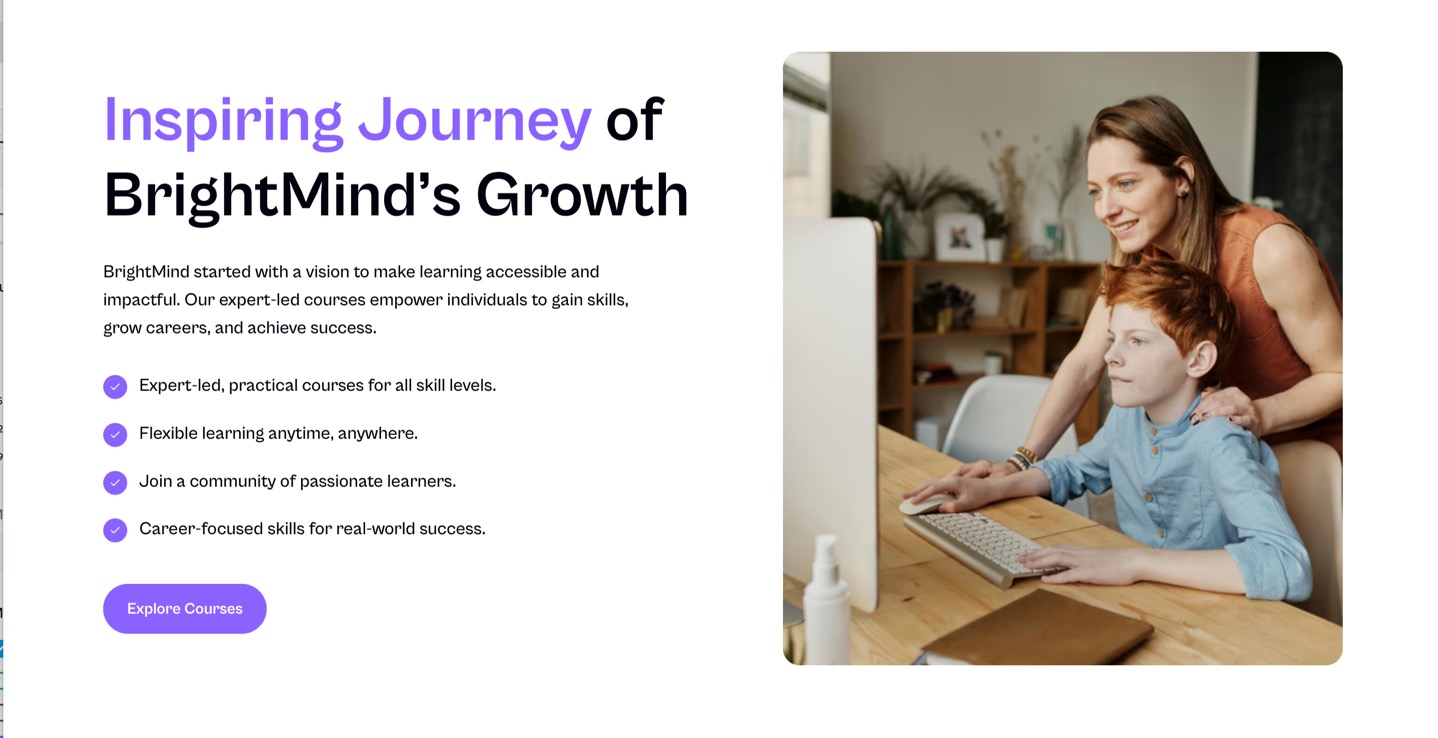 Inspiring Journey of
BrightMind’s Growth
BrightMind started with a vision to make learning accessible and
impactful. Our expert-led courses empower individuals to gain skills,
grow careers, and achieve success.
Expert-led, practical courses for all skill levels.
Flexible learning anytime, anywhere.
Join a community of passionate learners.
Career-focused skills for real-world success.
Explore Courses